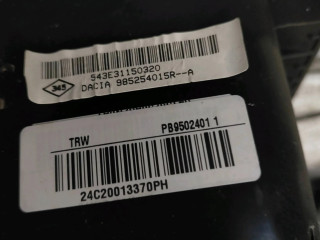 543E31150320
DACIA 985254015R--A
TRW PB9502401 1
24C20013370PH